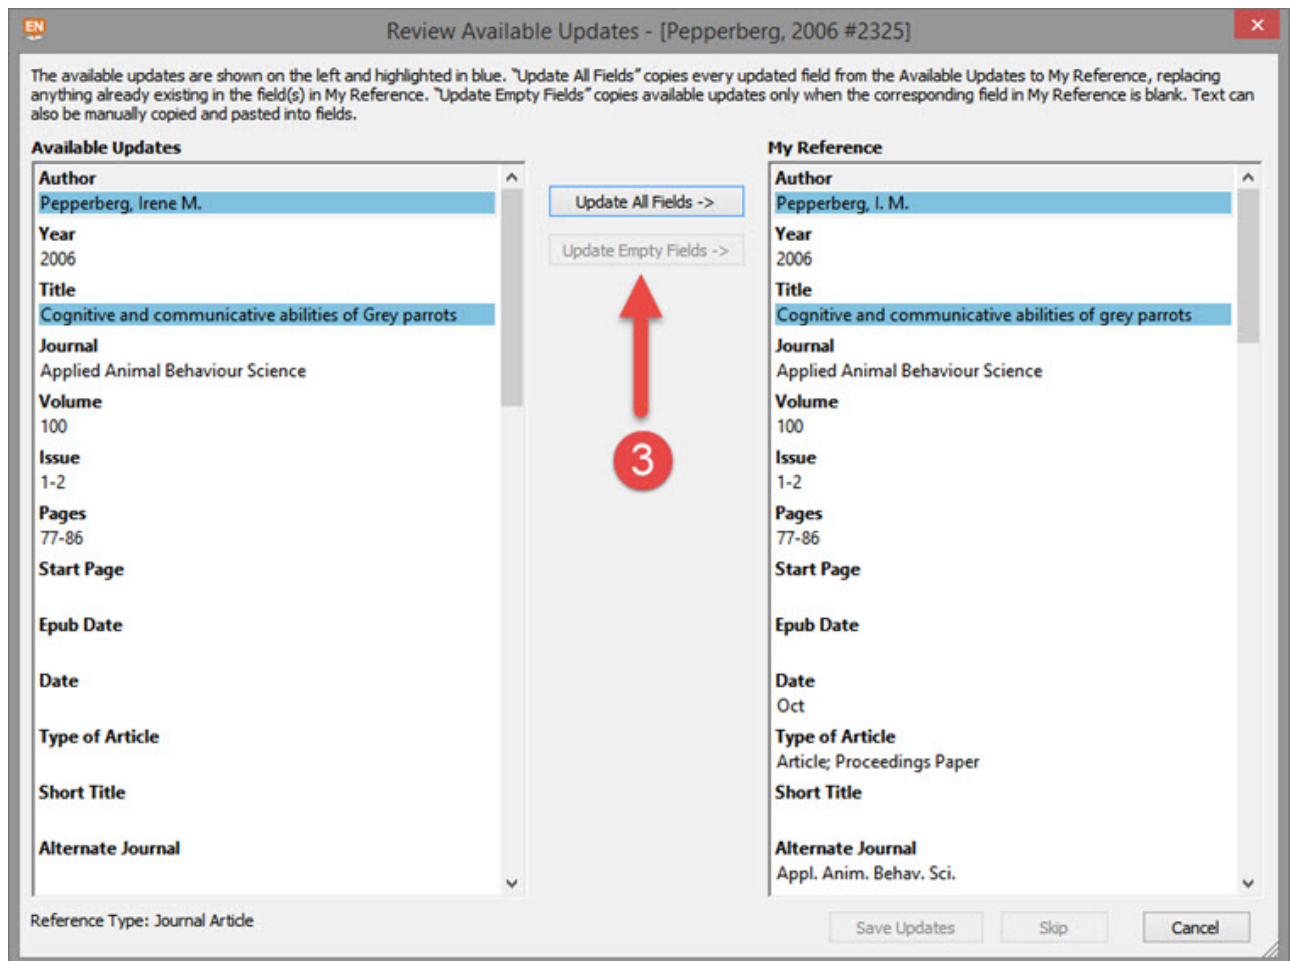 EN
Review Available Updates - [Pepperberg, 2006 #2325]
The available updates are shown on the left and highlighted in blue. "Update All Fields" copies every updated field from the Available Updates to My Reference, replacing
anything already existing in the field(s) in My Reference. "Update Empty Fields" copies available updates only when the corresponding field in My Reference is blank. Text can
also be manually copied and pasted into fields.
Available Updates
Author
Pepperberg, Irene M.
Year
2006
Title
Cognitive and communicative abilities of Grey parrots
Journal
Applied Animal Behaviour Science
Volume
100
Issue
1-2
Pages
77-86
Start Page
Epub Date
Date
Type of Article
Short Title
Alternate Journal
Update All Fields ->
Update Empty Fields ->
3
My Reference
Author
Pepperberg, I. M.
Year
2006
Title
Cognitive and communicative abilities of grey parrots
Journal
Applied Animal Behaviour Science
Volume
100
Issue
1-2
Pages
77-86
Start Page
Epub Date
Date
Oct
Type of Article
Article; Proceedings Paper
Short Title
Alternate Journal
Appl. Anim. Behav. Sci.
Reference Type: Journal Article
Save Updates
Skip
Cancel